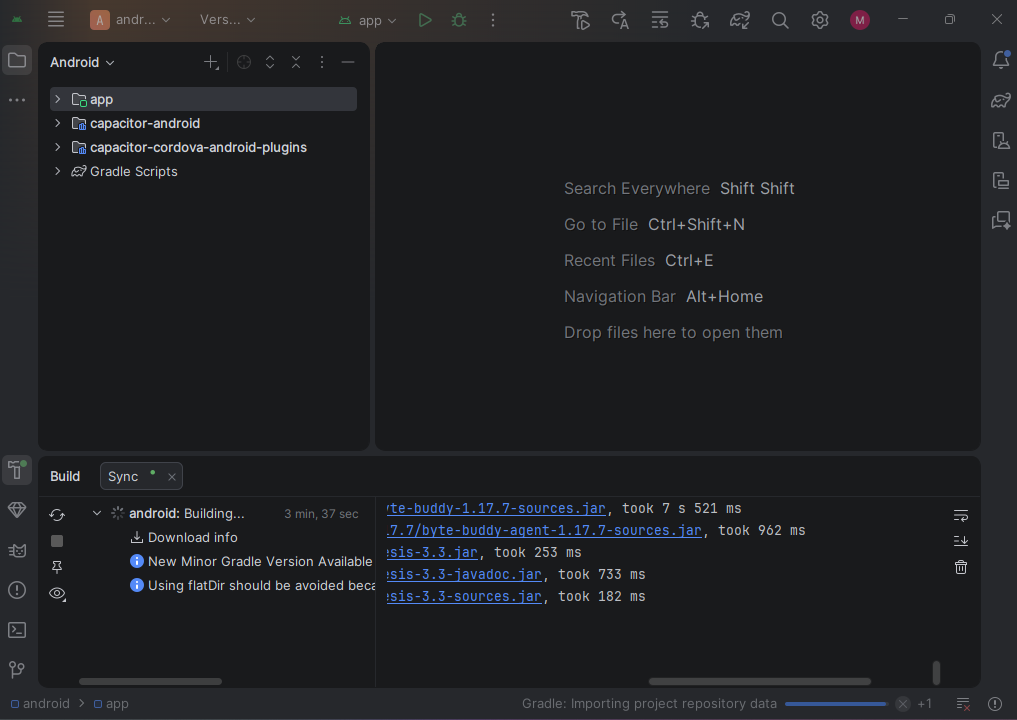 A andr... Vers... app M
Android
app
capacitor-android
capacitor-cordova-android-plugins
Gradle Scripts
Search Everywhere Shift Shift
Go to File Ctrl+Shift+N
Recent Files Ctrl+E
Navigation Bar Alt+Home
Drop files here to open them
Build Sync
android: Building... 3 min, 37 sec
Download info
New Minor Gradle Version Available
Using flatDir should be avoided beca
yte-buddy-1.17.7-sources.jar, took 7 s 521 ms
.17.7/byte-buddy-agent-1.17.7-sources.jar, took 962 ms
esis-3.3.jar, took 253 ms
esis-3.3-javadoc.jar, took 733 ms
esis-3.3-sources.jar, took 182 ms
android > app Gradle: Importing project repository data +1